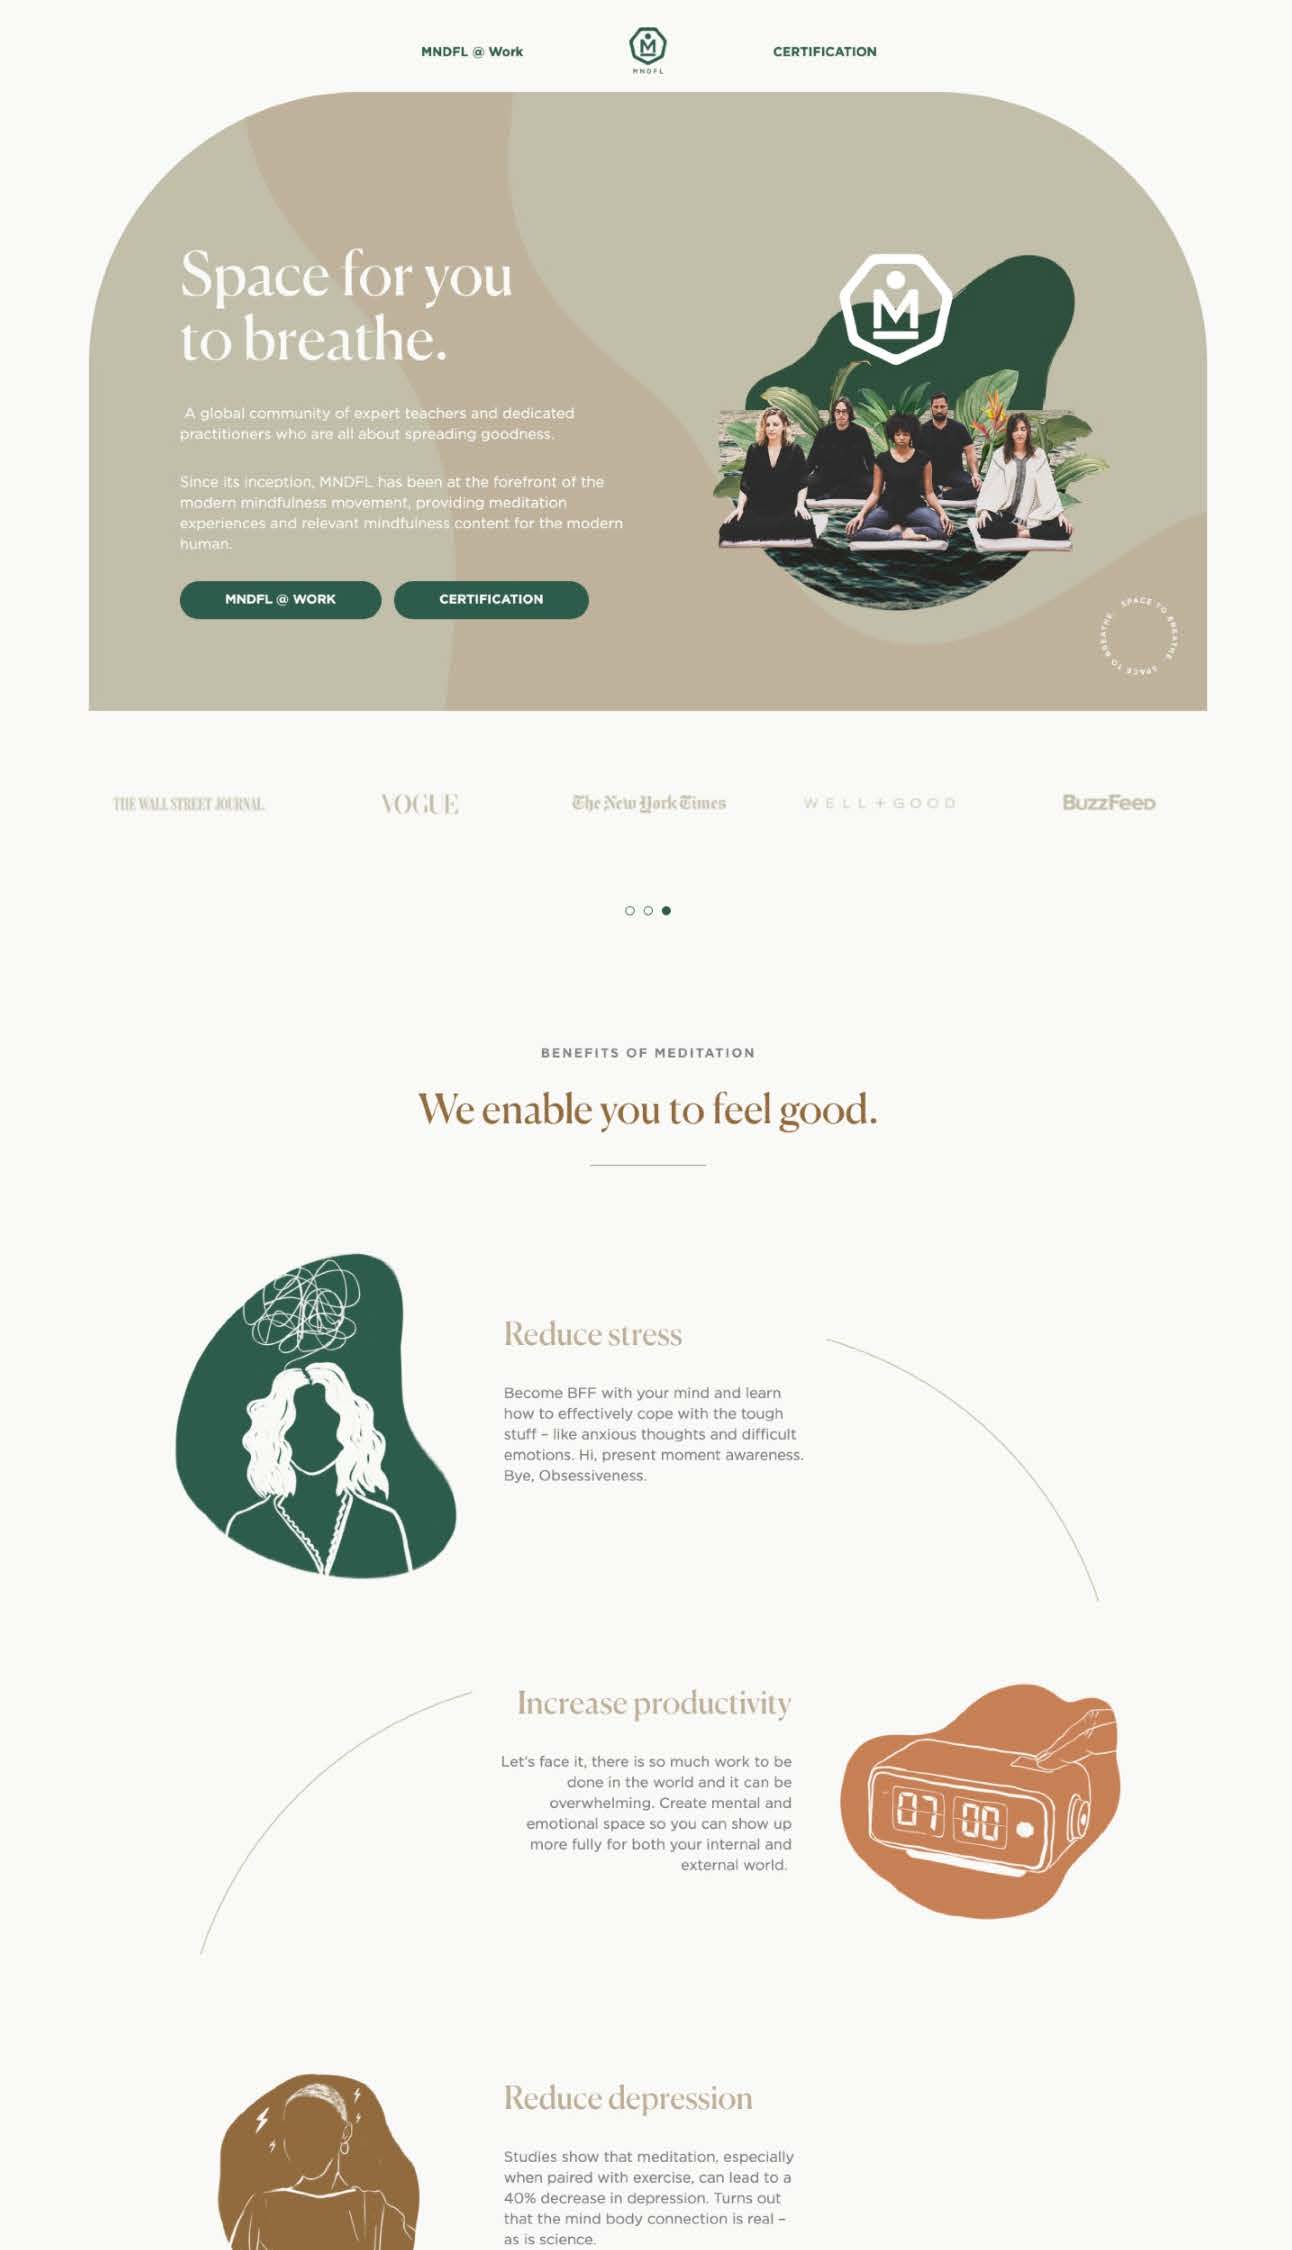 MNDFL @ Work
M
MNDFL
CERTIFICATION
Space for you
to breathe.
A global community of expert teachers and dedicated
practitioners who are all about spreading goodness.
Since its inception, MNDFL has been at the forefront of the
modern mindfulness movement, providing meditation
experiences and relevant mindfulness content for the modern
human.
MNDFL @ WORK
CERTIFICATION
M
SPACE TO BREATHE
SPACE TO BREATHE
THE WALL STREET JOURNAL.
VOGUE
The New York Times
WELL+GOOD
BuzzFeed
BENEFITS OF MEDITATION
We enable you to feel good.
Reduce stress
Become BFF with your mind and learn
how to effectively cope with the tough
stuff – like anxious thoughts and difficult
emotions. Hi, present moment awareness.
Bye, Obsessiveness.
Increase productivity
Let's face it, there is so much work to be
done in the world and it can be
overwhelming. Create mental and
emotional space so you can show up
more fully for both your internal and
external world.
07 00
Reduce depression
Studies show that meditation, especially
when paired with exercise, can lead to a
40% decrease in depression. Turns out
that the mind body connection is real –
as is science.